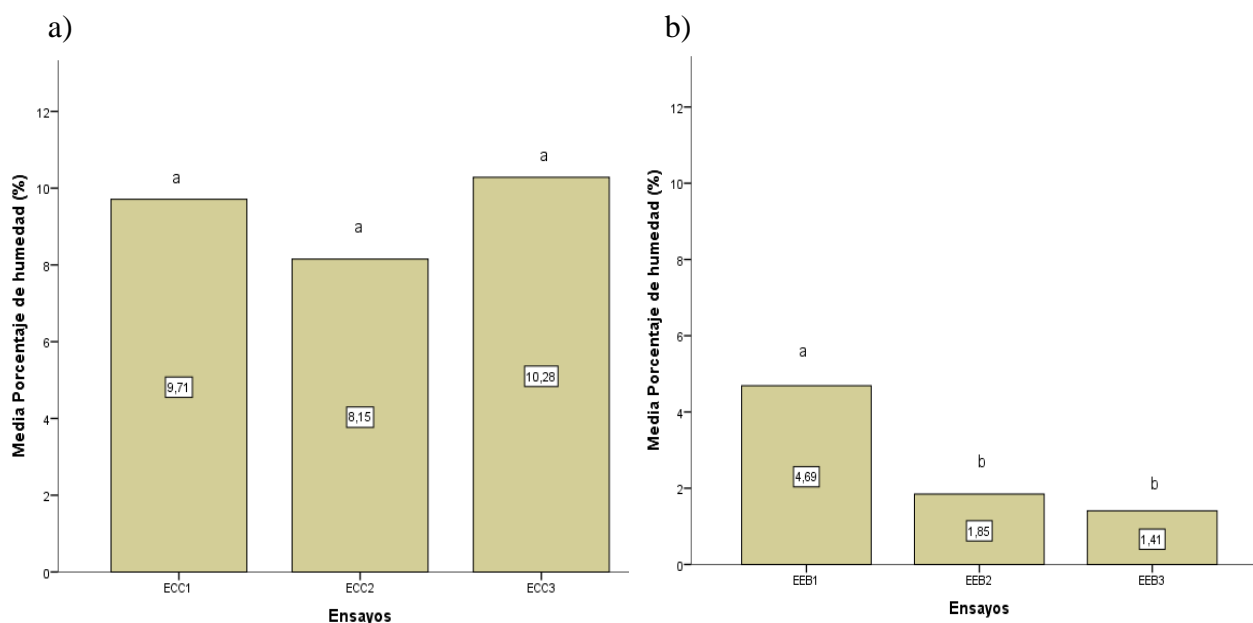 a)
Media Porcentaje de humedad (%)
12
10
8
6
4
2
0
a
a
a
9,71
8,15
10,28
ECC1 ECC2 ECC3
Ensayos
b)
Media Porcentaje de humedad (%)
12
10
8
6
4
2
0
a
b
b
4,69
1,85
1,41
EEB1 EEB2 EEB3
Ensayos